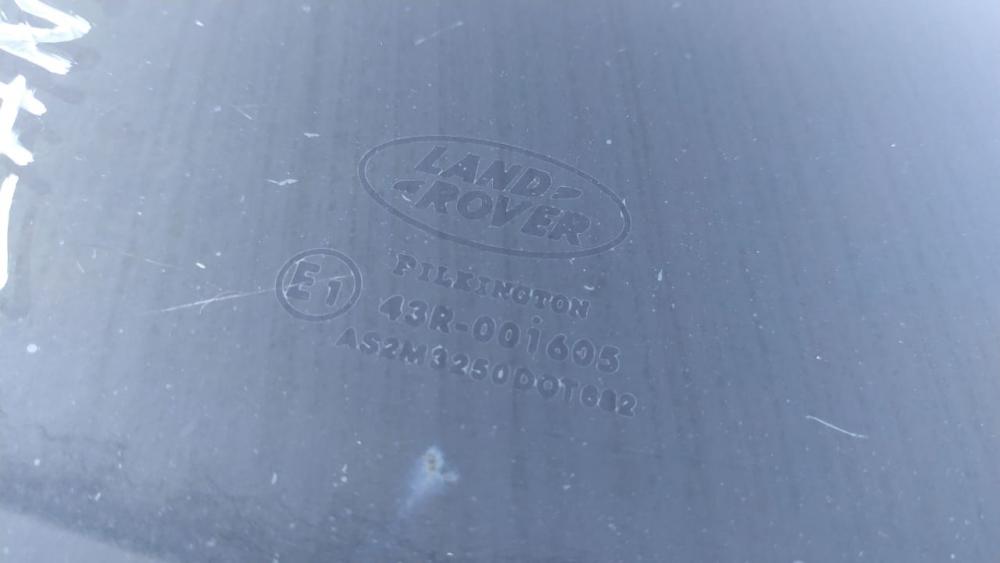 LAND
ROVER
PILKINGTON
E1
43R-001605
AS2M3250DOT682